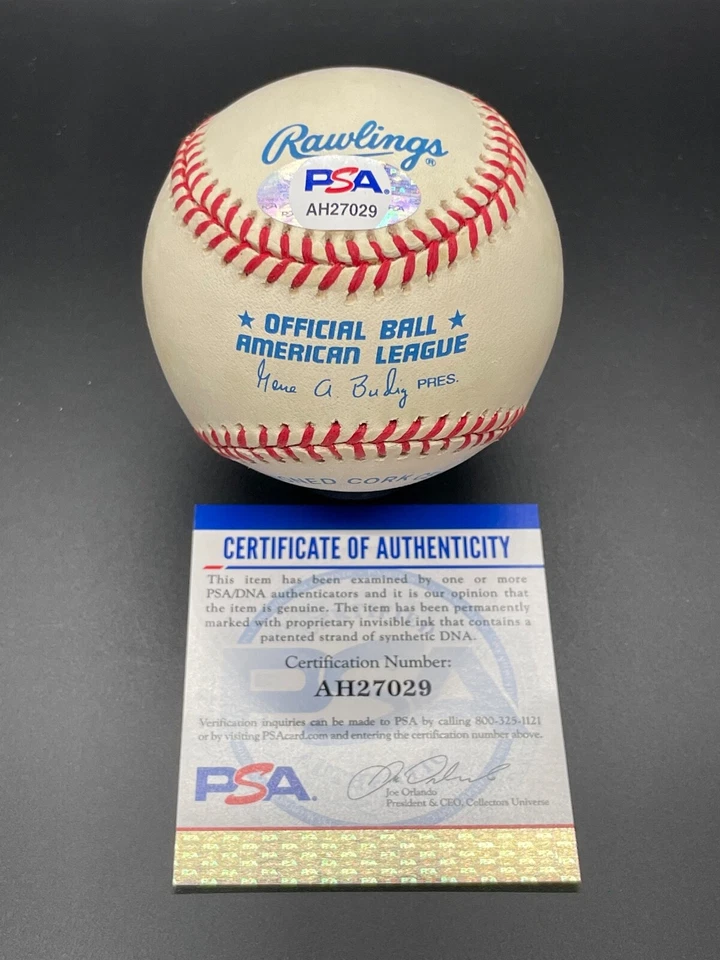 Rawlings®
PSA®
AH27029
★ OFFICIAL BALL ★
AMERICAN LEAGUE
Gene A. Budig PRES.
NED CORK C
CERTIFICATE OF AUTHENTICITY
This item has been examined by one or more
PSA/DNA authenticators and it is our opinion that
the item is genuine. The item has been permanently
marked with proprietary invisible ink that contains a
patented strand of synthetic DNA.
Certification Number:
AH27029
Verification inquiries can be made to PSA by calling 800-325-1121
or by visiting PSAcard.com and entering the certification number above.
PSA.
Joe Orlando
Joe Orlando
President & CEO, Collectors Universe